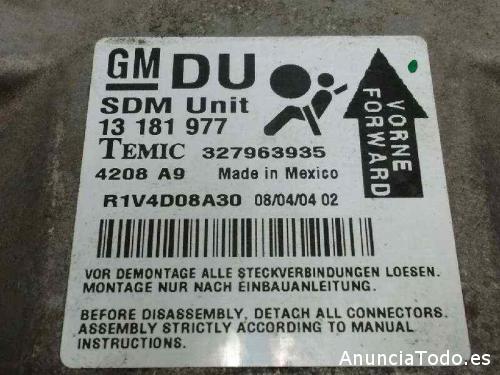 GM DU
SDM Unit
13 181 977
TEMIC 327963935
4208 A9 Made in Mexico
R1V4D08A30 08/04/04 02
VORNE
FORWARD
VOR DEMONTAGE ALLE STECKVERBINDUNGEN LOESEN.
MONTAGE NUR NACH EINBAUANLEITUNG.
BEFORE DISASSEMBLY, DETACH ALL CONNECTORS.
ASSEMBLY STRICTLY ACCORDING TO MANUAL
INSTRUCTIONS.
AnunciaTodo.es